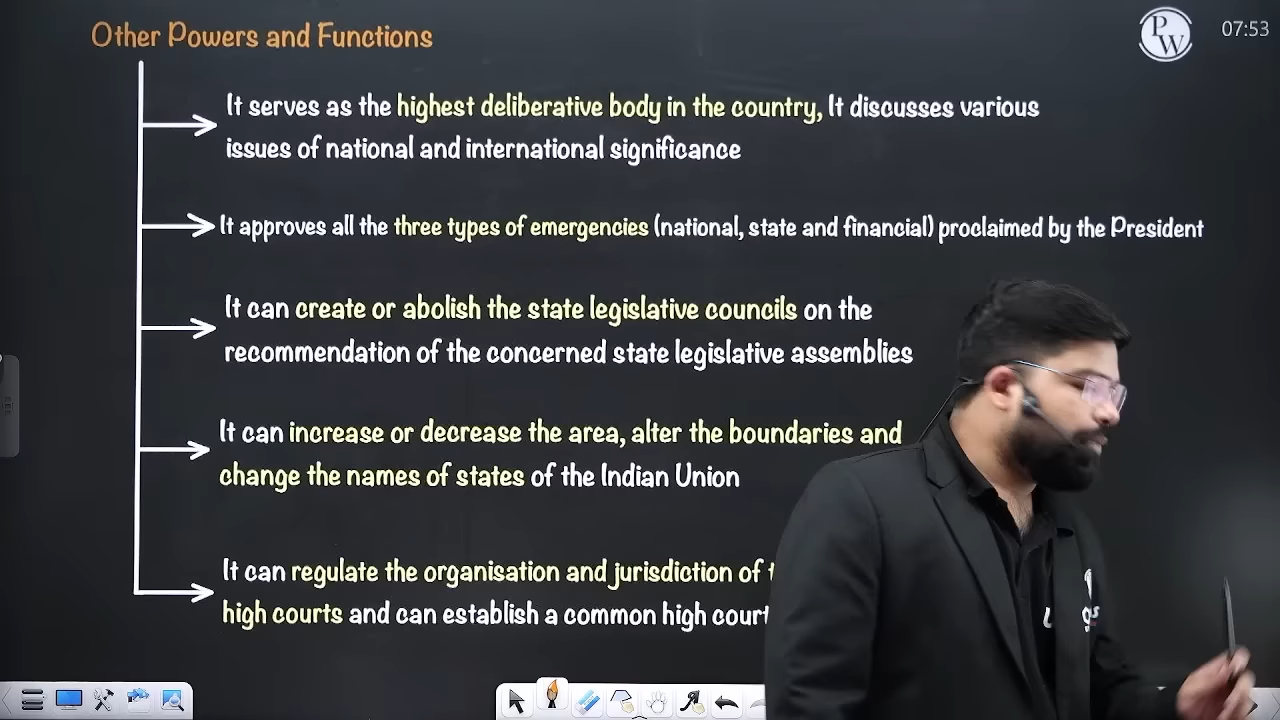 Other Powers and Functions
PW
07:53
It serves as the highest deliberative body in the country, It discusses various
issues of national and international significance
It approves all the three types of emergencies (national, state and financial) proclaimed by the President
It can create or abolish the state legislative councils on the
recommendation of the concerned state legislative assemblies
It can increase or decrease the area, alter the boundaries and
change the names of states of the Indian Union
It can regulate the organisation and jurisdiction of
high courts and can establish a common high court